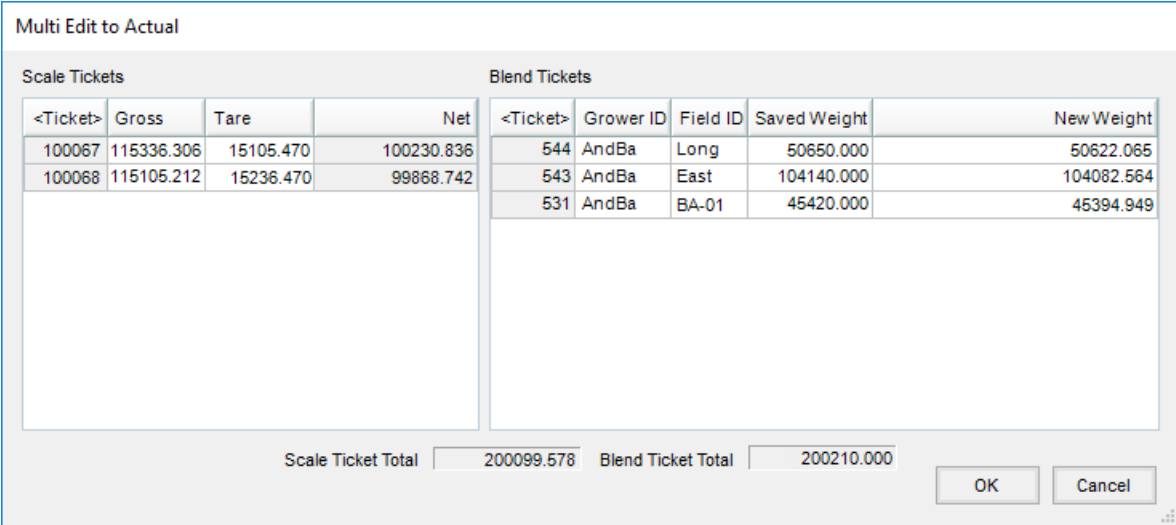 Multi Edit to Actual
Scale Tickets
<Ticket> Gross Tare Net
100067 115336.306 15105.470 100230.836
100068 115105.212 15236.470 99868.742
Blend Tickets
<Ticket> Grower ID Field ID Saved Weight New Weight
544 AndBa Long 50650.000 50622.065
543 AndBa East 104140.000 104082.564
531 AndBa BA-01 45420.000 45394.949
Scale Ticket Total 200099.578 Blend Ticket Total 200210.000
OK Cancel